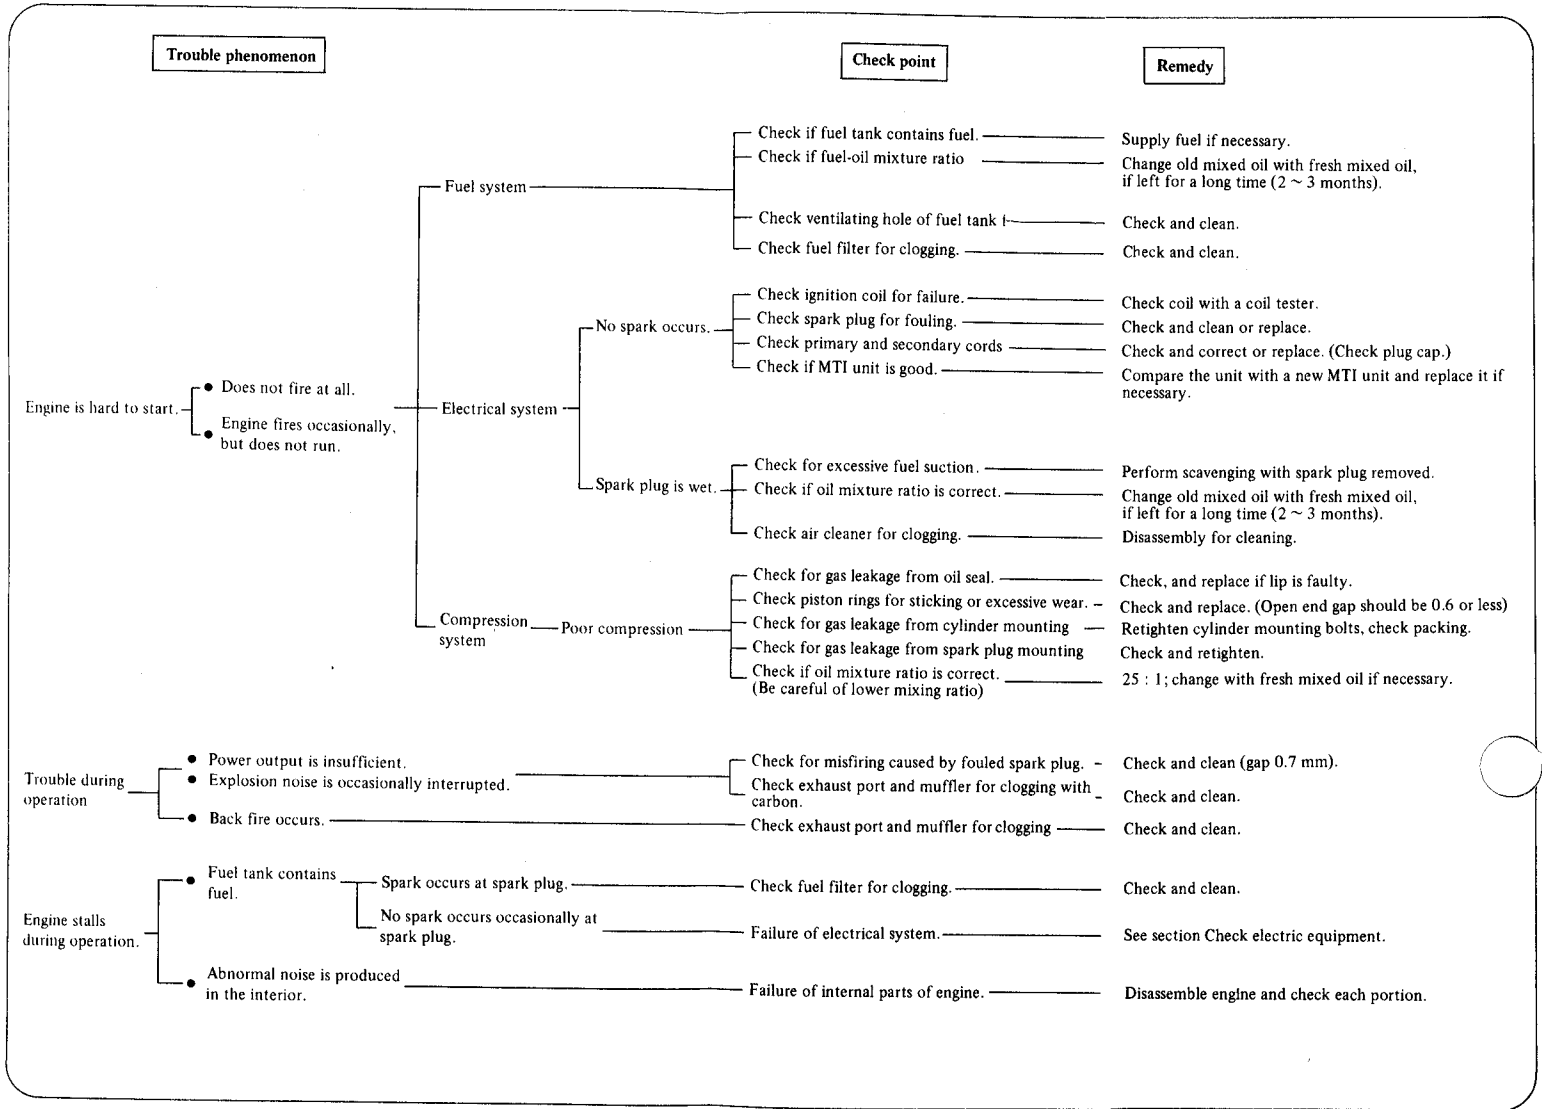 Trouble phenomenon
Check point
Remedy
Check if fuel tank contains fuel.
Supply fuel if necessary.
Check if fuel-oil mixture ratio
Change old mixed oil with fresh mixed oil,
if left for a long time (2 ~ 3 months).
Fuel system
Check ventilating hole of fuel tank
Check and clean.
Check fuel filter for clogging.
Check and clean.
Check ignition coil for failure.
Check coil with a coil tester.
No spark occurs.
Check spark plug for fouling.
Check and clean or replace.
Check primary and secondary cords
Check and correct or replace. (Check plug cap.)
Check if MTI unit is good.
Compare the unit with a new MTI unit and replace it if
necessary.
Engine is hard to start.
Does not fire at all.
Engine fires occasionally,
but does not run.
Electrical system
Spark plug is wet.
Check for excessive fuel suction.
Perform scavenging with spark plug removed.
Check if oil mixture ratio is correct.
Change old mixed oil with fresh mixed oil,
if left for a long time (2 ~ 3 months).
Check air cleaner for clogging.
Disassembly for cleaning.
Check for gas leakage from oil seal.
Check, and replace if lip is faulty.
Check piston rings for sticking or excessive wear.
Check and replace. (Open end gap should be 0.6 or less)
Compression
system
Poor compression
Check for gas leakage from cylinder mounting
Retighten cylinder mounting bolts, check packing.
Check for gas leakage from spark plug mounting
Check and retighten.
Check if oil mixture ratio is correct.
(Be careful of lower mixing ratio)
25 : 1; change with fresh mixed oil if necessary.
Trouble during
operation
Power output is insufficient.
Explosion noise is occasionally interrupted.
Check for misfiring caused by fouled spark plug.
Check and clean (gap 0.7 mm).
Check exhaust port and muffler for clogging with
carbon.
Check and clean.
Back fire occurs.
Check exhaust port and muffler for clogging
Check and clean.
Engine stalls
during operation.
Fuel tank contains
fuel.
Spark occurs at spark plug.
Check fuel filter for clogging.
Check and clean.
No spark occurs occasionally at
spark plug.
Failure of electrical system.
See section Check electric equipment.
Abnormal noise is produced
in the interior.
Failure of internal parts of engine.
Disassemble engine and check each portion.